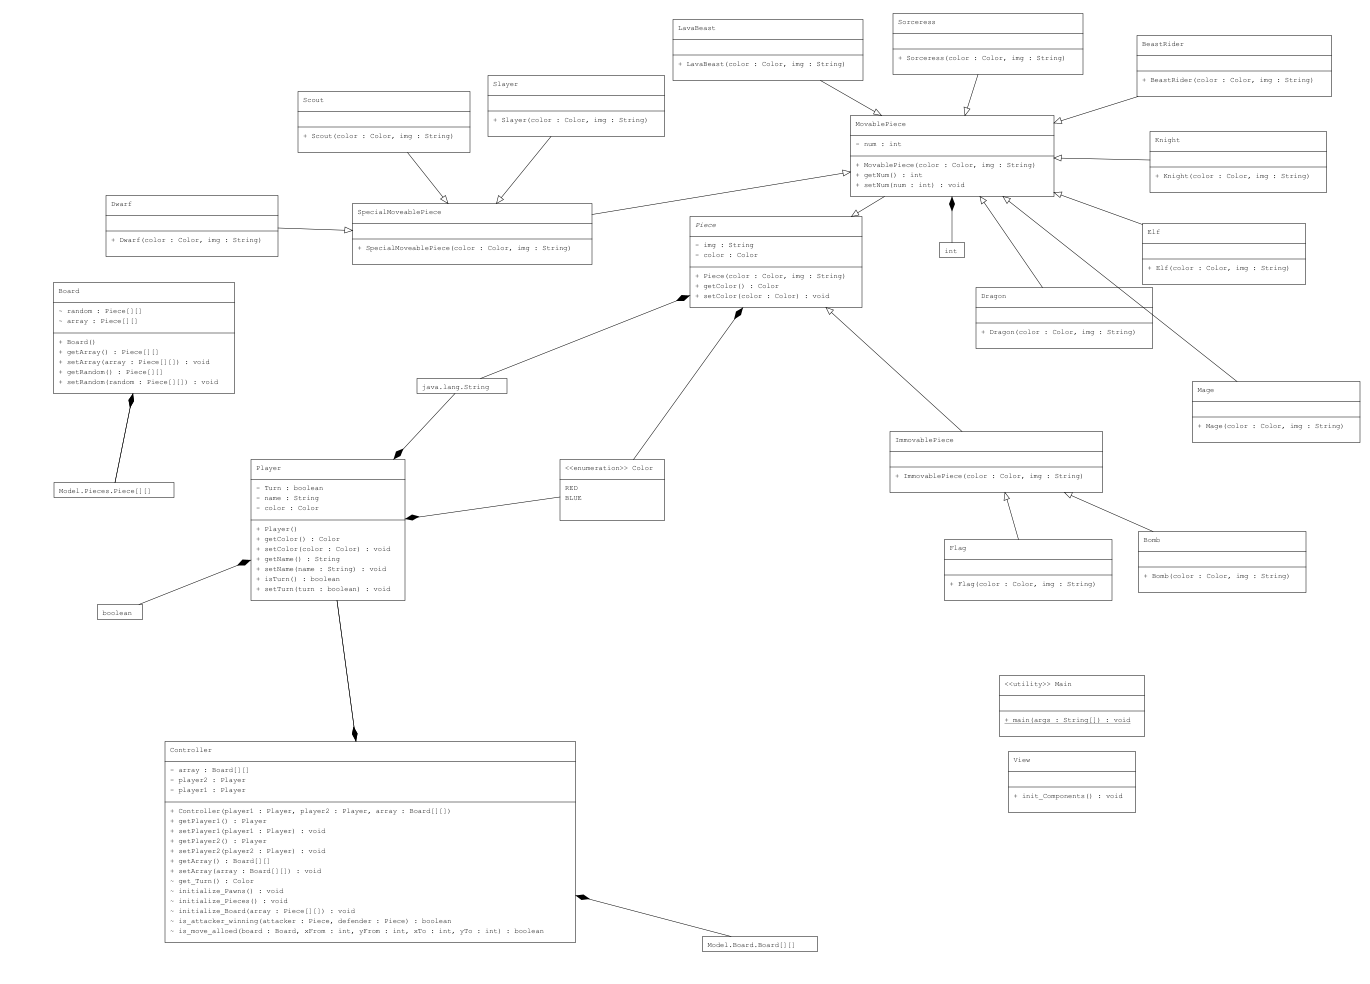 LavaBeast
+ LavaBeast(color : Color, img : String)
Sorceress
+ Sorceress(color : Color, img : String)
BeastRider
+ BeastRider(color : Color, img : String)
Slayer
+ Slayer(color : Color, img : String)
Scout
+ Scout(color : Color, img : String)
MovablePiece
- num : int
+ MovablePiece(color : Color, img : String)
+ getNum() : int
+ setNum(num : int) : void
Knight
+ Knight(color : Color, img : String)
Dwarf
+ Dwarf(color : Color, img : String)
SpecialMoveablePiece
+ SpecialMoveablePiece(color : Color, img : String)
Piece
- img : String
- color : Color
+ Piece(color : Color, img : String)
+ getColor() : Color
+ setColor(color : Color) : void
int
Elf
+ Elf(color : Color, img : String)
Dragon
+ Dragon(color : Color, img : String)
Board
- random : Piece[][]
- array : Piece[][]
+ Board()
+ getArray() : Piece[][]
+ setArray(array : Piece[][]) : void
+ getRandom() : Piece[][]
+ setRandom(random : Piece[][]) : void
java.lang.String
Mage
+ Mage(color : Color, img : String)
ImmovablePiece
+ ImmovablePiece(color : Color, img : String)
Model.Pieces.Piece[][]
Player
- Turn : boolean
- name : String
- color : Color
+ Player()
+ getColor() : Color
+ setColor(color : Color) : void
+ getName() : String
+ setName(name : String) : void
+ isTurn() : boolean
+ setTurn(turn : boolean) : void
<<enumeration>> Color
RED
BLUE
Flag
+ Flag(color : Color, img : String)
Bomb
+ Bomb(color : Color, img : String)
boolean
<<utility>> Main
+ main(args : String[]) : void
View
+ init_Components() : void
Controller
- array : Board[][]
- player2 : Player
- player1 : Player
+ Controller(player1 : Player, player2 : Player, array : Board[][])
+ getPlayer1() : Player
+ setPlayer1(player1 : Player) : void
+ getPlayer2() : Player
+ setPlayer2(player2 : Player) : void
+ getArray() : Board[][]
+ setArray(array : Board[][]) : void
~ get_Turn() : Color
~ initialize_Pawns() : void
~ initialize_Pieces() : void
~ initialize_Board(array : Piece[][]) : void
~ is_attacker_winning(attacker : Piece, defender : Piece) : boolean
~ is_move_alloed(board : Board, xFrom : int, yFrom : int, xTo : int, yTo : int) : boolean
Model.Board.Board[][]